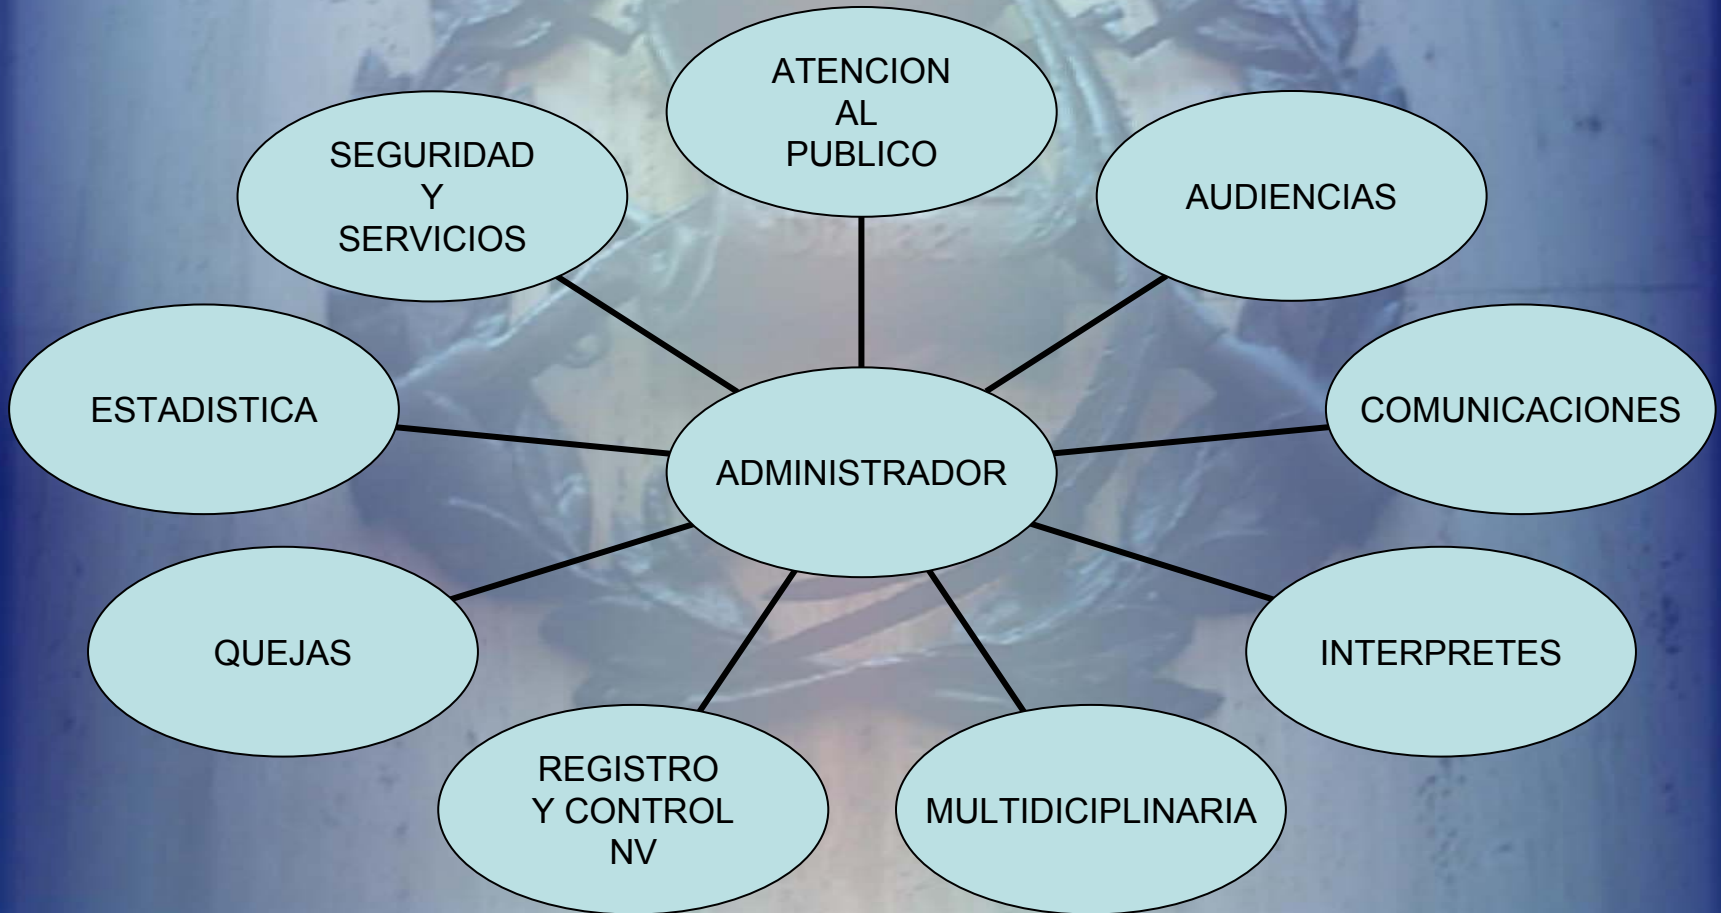 ATENCION
AL
PUBLICO
SEGURIDAD
Y
SERVICIOS
AUDIENCIAS
ESTADISTICA
COMUNICACIONES
ADMINISTRADOR
QUEJAS
INTERPRETES
REGISTRO
Y CONTROL
NV
MULTIDICIPLINARIA